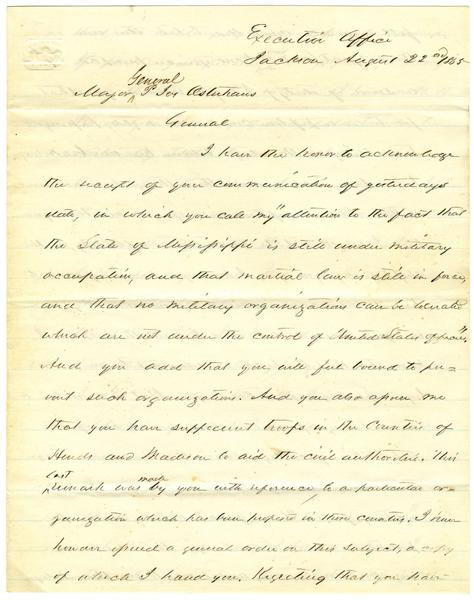 Executive Office
Jackson August 22nd 1865
General
Major P Jos Osterhaus
General
I have the honor to acknowledge
the receipt of your communication of yesterdays
date, in which you call my attention to the fact that
the State of Mississippi is still under military
occupation, and that martial law is still in force,
and that no military organizations can be tolerated
which are not under the control of United States officers,
And you add that you will feel bound to pre-
vent such organizations. And you also assure me
that you have sufficient troops in the Counties of
Hinds and Madison to aid the civil authorities. This
last made
remark was by you with reference to a particular or-
ganization which has been proposed in those counties. I have
however issued a general order on this subject, a copy
of which I hand you. Regretting that you have